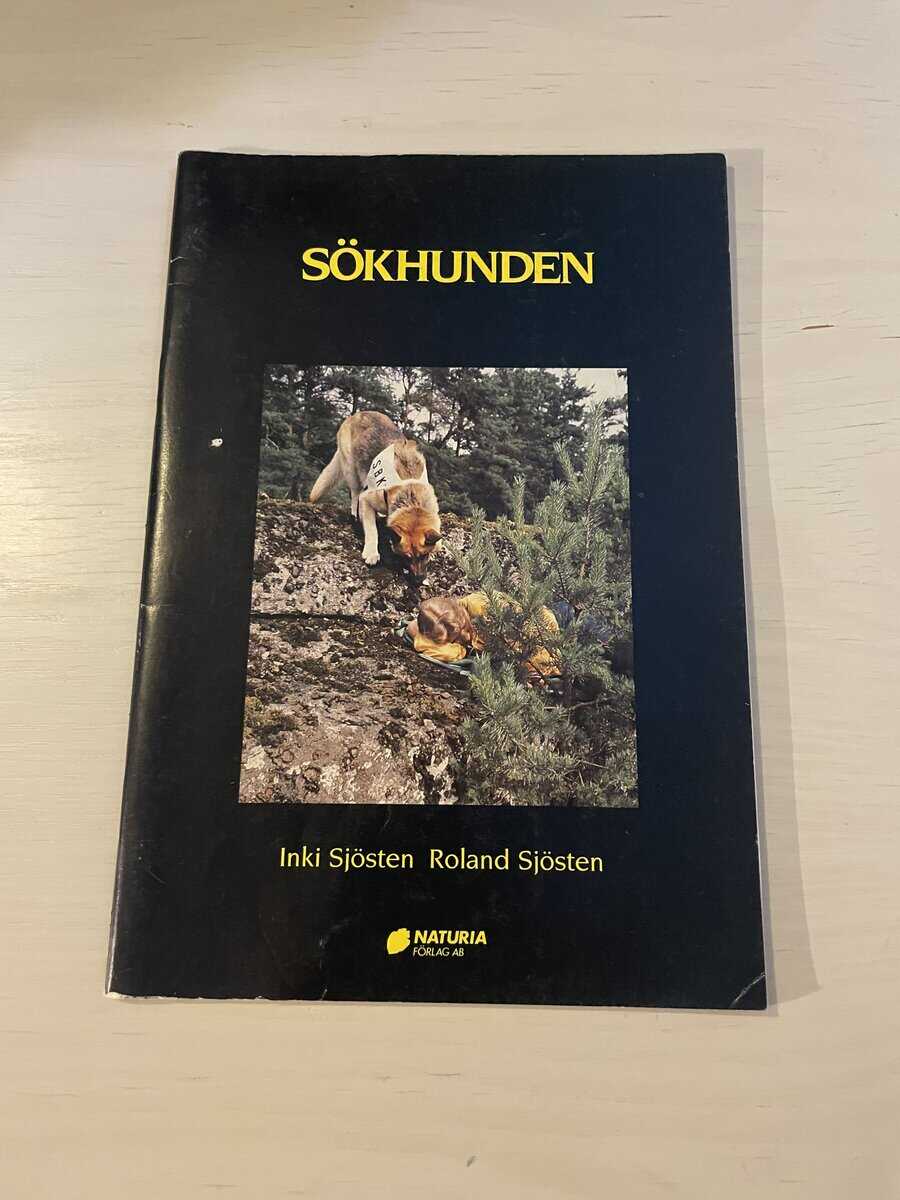 SÖKHUNDEN
SBK
Inki Sjösten Roland Sjösten
NATURIA
FÖRLAG AB